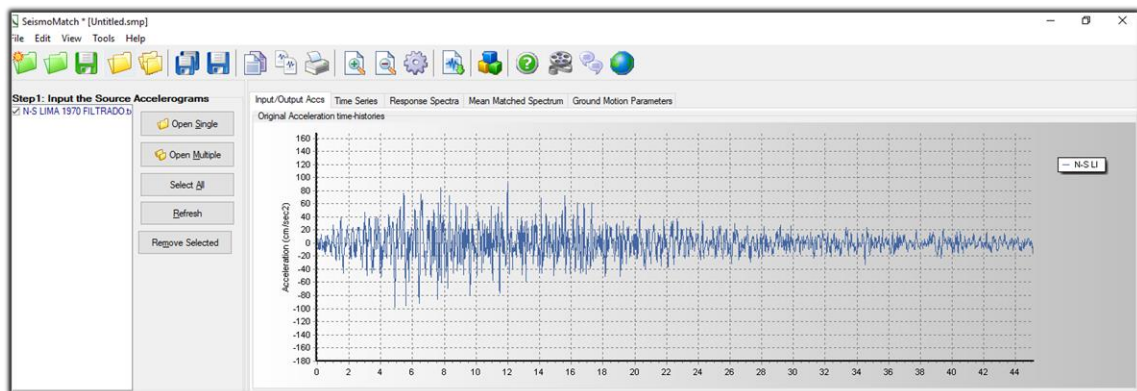 SeismoMatch * [Untitled.smp]
File Edit View Tools Help
Step1: Input the Source Accelerograms
N-S LIMA 1970 FILTRADO.t
Open Single
Open Multiple
Select All
Refresh
Remove Selected
Input/Output Accs Time Series Response Spectra Mean Matched Spectrum Ground Motion Parameters
Original Acceleration time-histories
Acceleration (cm/sec2)
160
140
120
100
80
60
40
20
0
-20
-40
-60
-80
-100
-120
-140
-160
-180
0 2 4 6 8 10 12 14 16 18 20 22 24 26 28 30 32 34 36 38 40 42 44
N-S LI